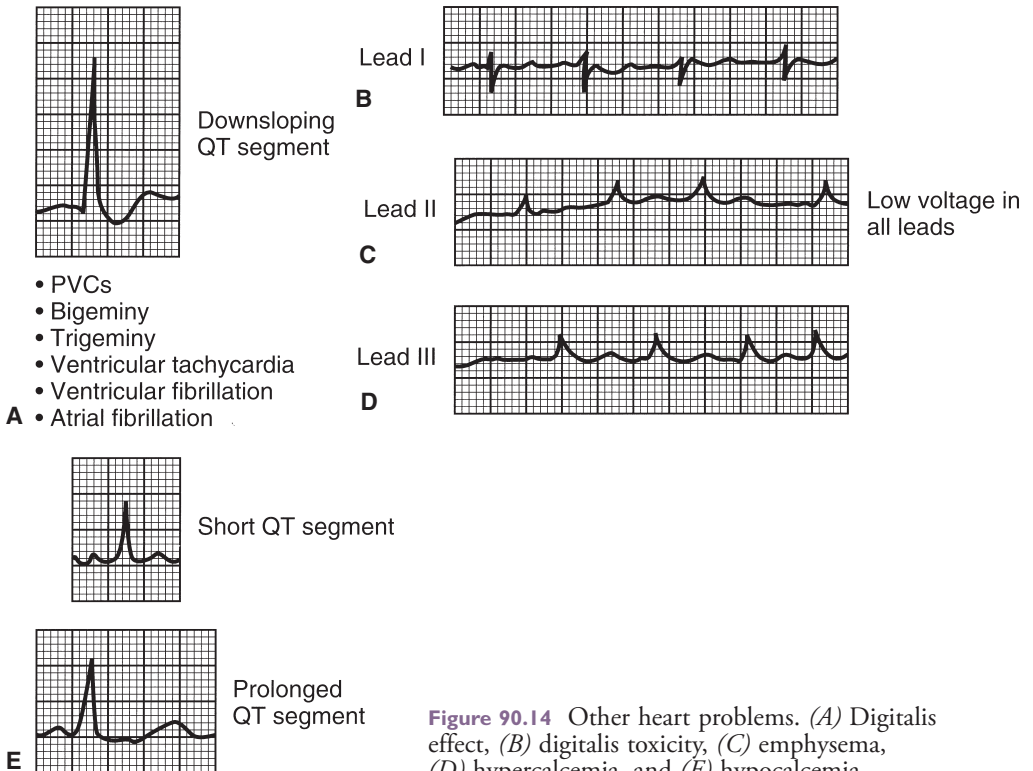 Downsloping
QT segment
• PVCs
• Bigeminy
• Trigeminy
• Ventricular tachycardia
• Ventricular fibrillation
• Atrial fibrillation
A
Lead I
B
Lead II
C
Low voltage in
all leads
Lead III
D
Short QT segment
Prolonged
QT segment
E
Figure 90.14 Other heart problems. (A) Digitalis
effect, (B) digitalis toxicity, (C) emphysema,
(D) hypercalcemia, and (E) hypocalcemia.